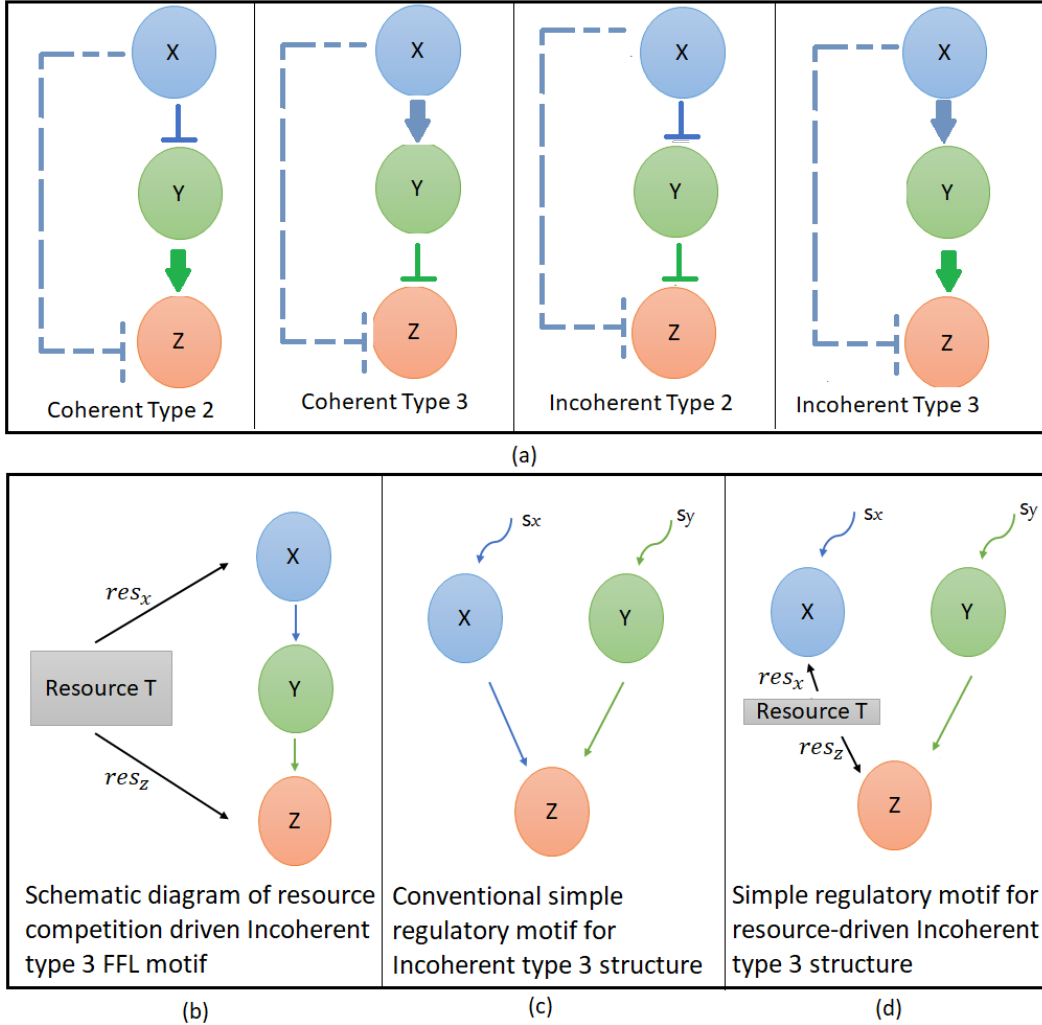 X
X
X
X
Y
Y
Y
Y
Z
Z
Z
Z
Coherent Type 2
Coherent Type 3
Incoherent Type 2
Incoherent Type 3
(a)
X
res_x
Resource T
Y
res_z
Z
Schematic diagram of resource
competition driven Incoherent
type 3 FFL motif
(b)
sx
sy
X
Y
Z
Conventional simple
regulatory motif for
Incoherent type 3 structure
(c)
sx
sy
X
Y
res_x
Resource T
res_z
Z
Simple regulatory motif for
resource-driven Incoherent
type 3 structure
(d)